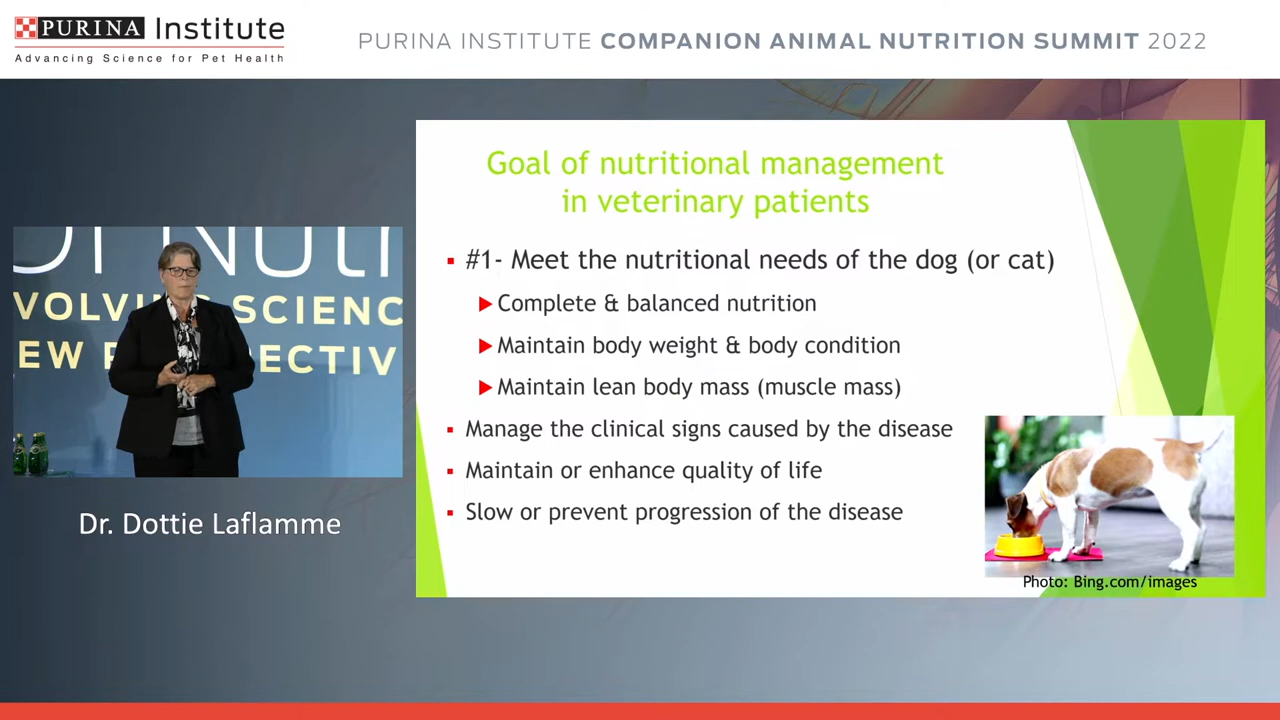 PURINA Institute
Advancing Science for Pet Health
PURINA INSTITUTE COMPANION ANIMAL NUTRITION SUMMIT 2022
Goal of nutritional management
in veterinary patients
#1- Meet the nutritional needs of the dog (or cat)
Complete & balanced nutrition
Maintain body weight & body condition
Maintain lean body mass (muscle mass)
Manage the clinical signs caused by the disease
Maintain or enhance quality of life
Slow or prevent progression of the disease
Photo: Bing.com/images
Dr. Dottie Laflamme